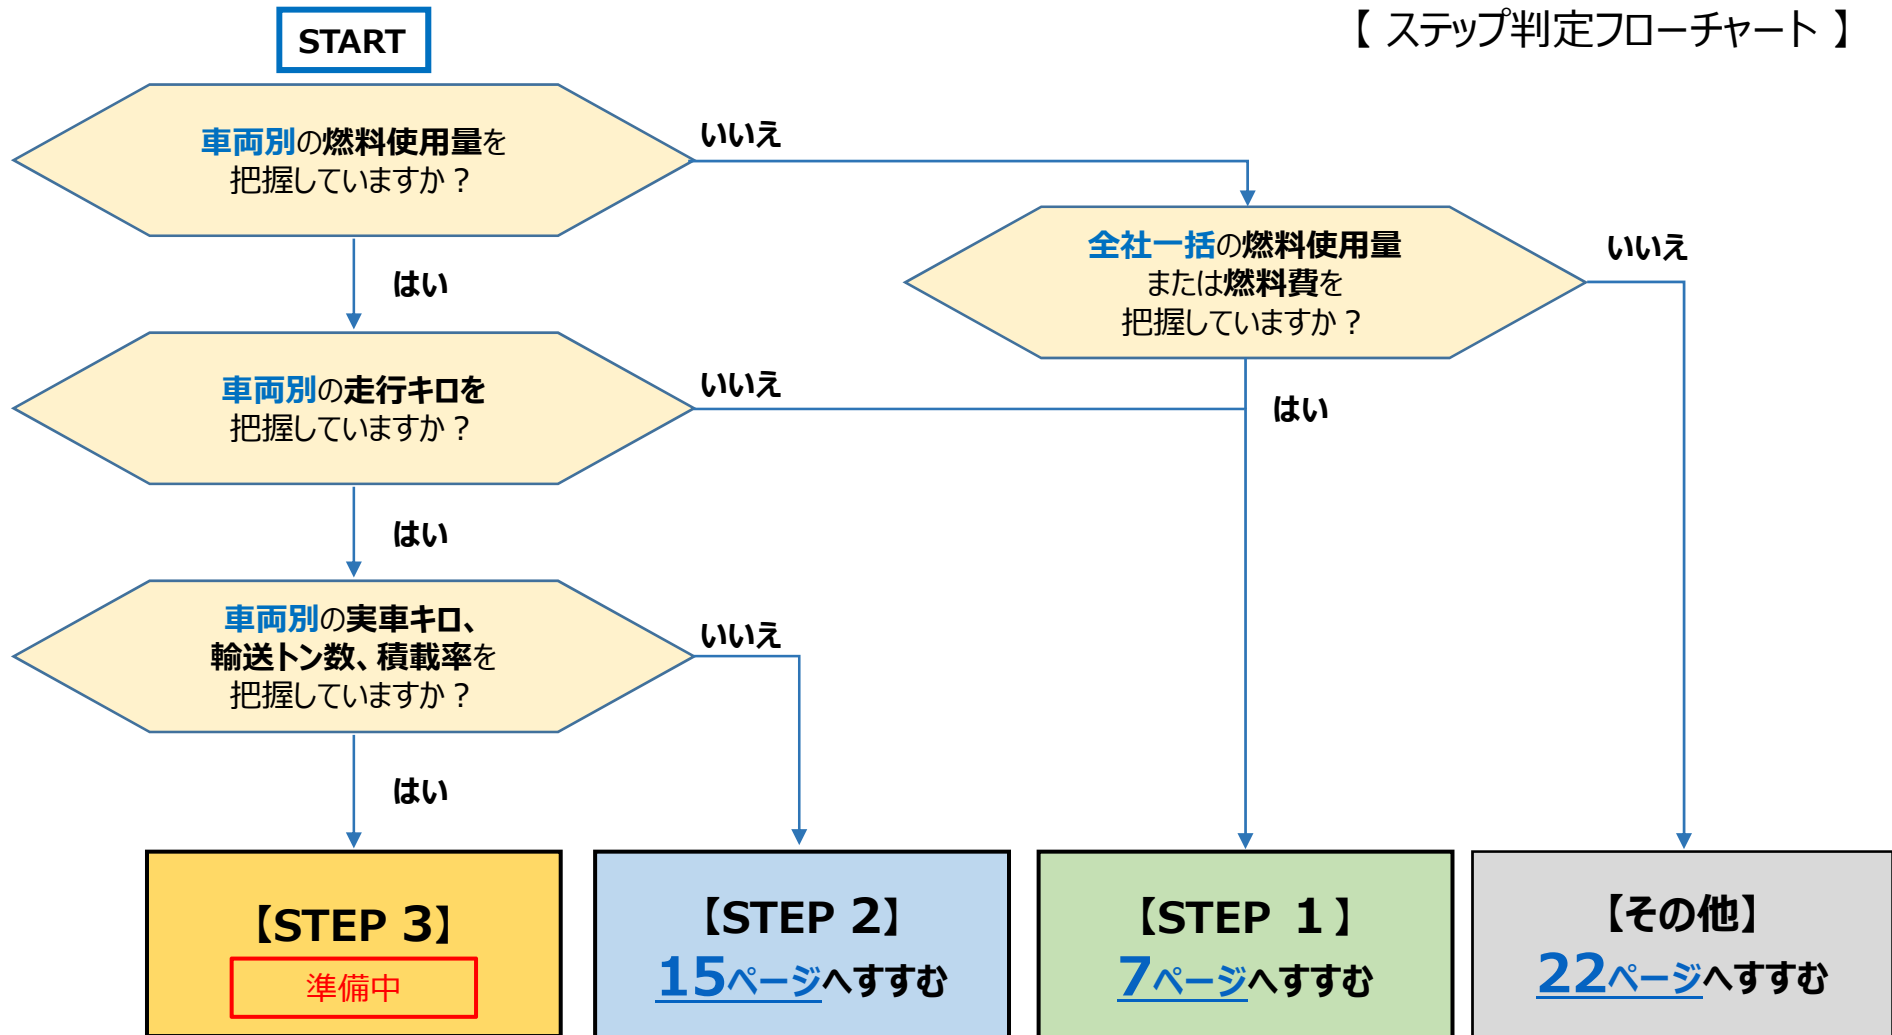 【 ステップ判定フローチャート 】
START
車両別の燃料使用量を
把握していますか？
いいえ
はい
全社一括の燃料使用量
または燃料費を
把握していますか？
いいえ
はい
車両別の走行キロを
把握していますか？
いいえ
はい
車両別の実車キロ、
輸送トン数、積載率を
把握していますか？
いいえ
はい
【STEP 3】
準備中
【STEP 2】
15ページへすすむ
【STEP 1 】
7ページへすすむ
【その他】
22ページへすすむ